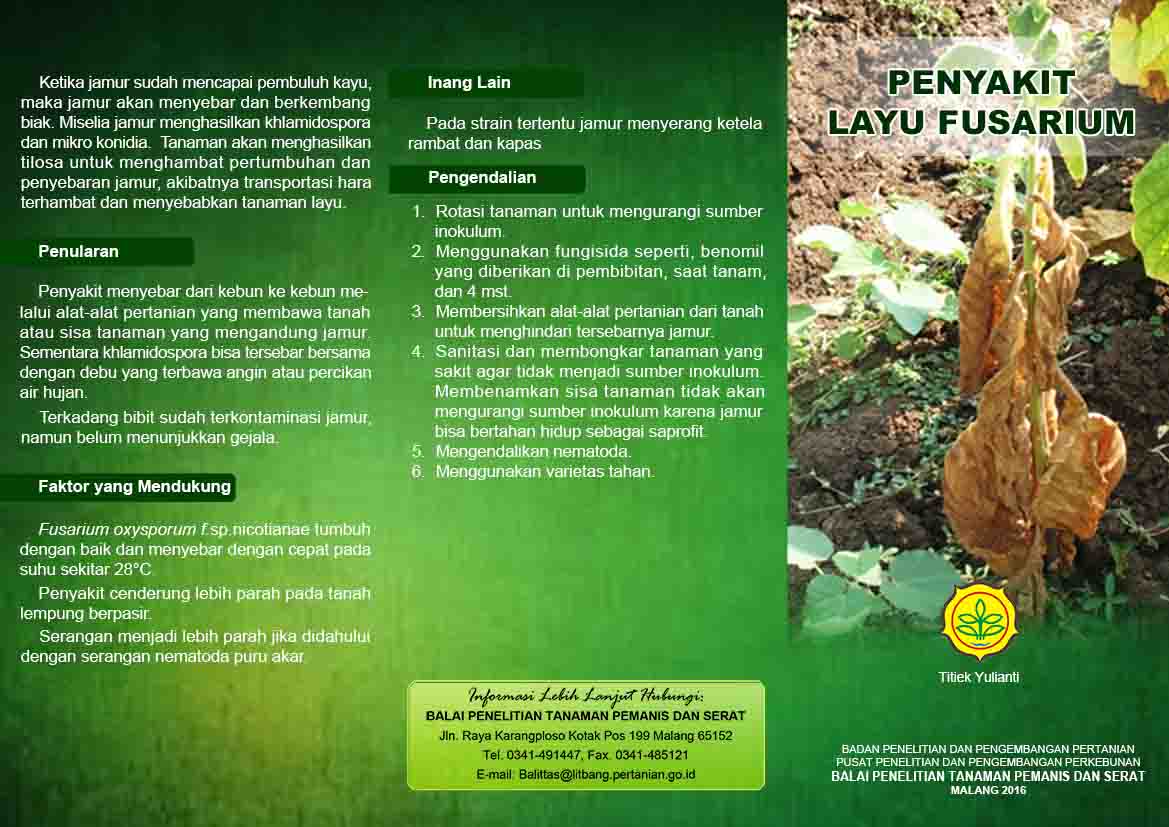 Ketika jamur sudah mencapai pembuluh kayu,
maka jamur akan menyebar dan berkembang
biak. Miselia jamur menghasilkan khlamidospora
dan mikro konidia. Tanaman akan menghasilkan
tilosa untuk menghambat pertumbuhan dan
penyebaran jamur, akibatnya transportasi hara
terhambat dan menyebabkan tanaman layu.
Penularan
Penyakit menyebar dari kebun ke kebun me-
lalui alat-alat pertanian yang membawa tanah
atau sisa tanaman yang mengandung jamur.
Sementara khlamidospora bisa tersebar bersama
dengan debu yang terbawa angin atau percikan
air hujan.
Terkadang bibit sudah terkontaminasi jamur,
namun belum menunjukkan gejala.
Faktor yang Mendukung
Fusarium oxysporum f.sp.nicotianae tumbuh
dengan baik dan menyebar dengan cepat pada
suhu sekitar 28°C.
Penyakit cenderung lebih parah pada tanah
lempung berpasir.
Serangan menjadi lebih parah jika didahului
dengan serangan nematoda puru akar.
Inang Lain
Pada strain tertentu jamur menyerang ketela
rambat dan kapas
Pengendalian
1. Rotasi tanaman untuk mengurangi sumber
inokulum.
2. Menggunakan fungisida seperti, benomil
yang diberikan di pembibitan, saat tanam,
dan 4 mst.
3. Membersihkan alat-alat pertanian dari tanah
untuk menghindari tersebarnya jamur.
4. Sanitasi dan membongkar tanaman yang
sakit agar tidak menjadi sumber inokulum.
Membenamkan sisa tanaman tidak akan
mengurangi sumber inokulum karena jamur
bisa bertahan hidup sebagai saprofit.
5. Mengendalikan nematoda.
6. Menggunakan varietas tahan.
Informasi Lebih Lanjut Hubungi:
BALAI PENELITIAN TANAMAN PEMANIS DAN SERAT
Jln. Raya Karangploso Kotak Pos 199 Malang 65152
Tel. 0341-491447, Fax. 0341-485121
E-mail: Balittas@litbang.pertanian.go.id
PENYAKIT
LAYU FUSARIUM
Titiek Yulianti
BADAN PENELITIAN DAN PENGEMBANGAN PERTANIAN
PUSAT PENELITIAN DAN PENGEMBANGAN PERKEBUNAN
BALAI PENELITIAN TANAMAN PEMANIS DAN SERAT
MALANG 2016